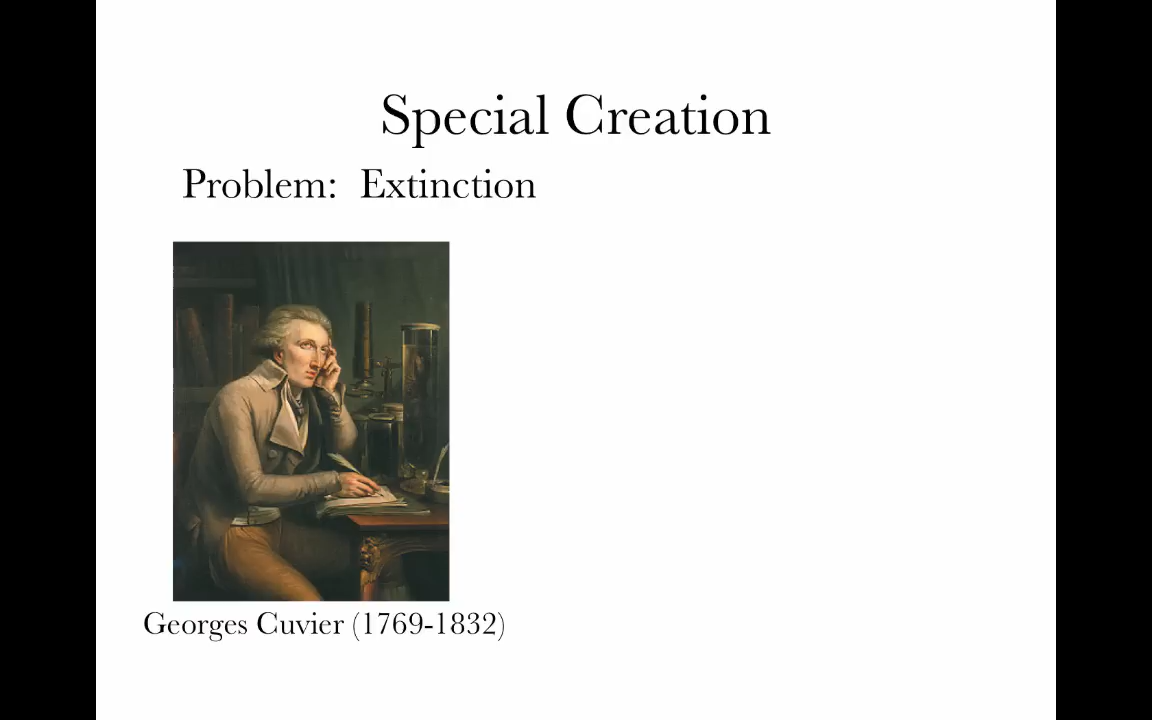 Special Creation
Problem:  Extinction
Georges Cuvier (1769-1832)